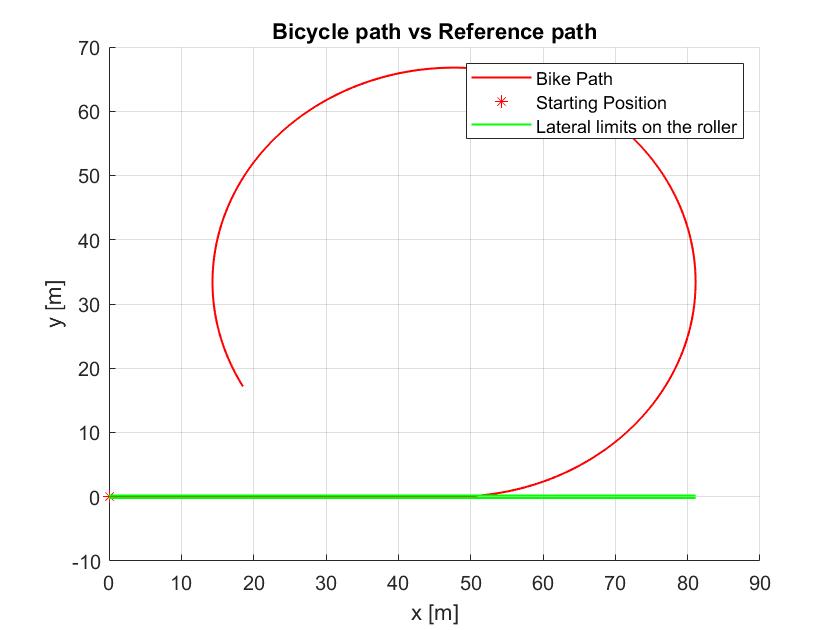 Bicycle path vs Reference path
70
60
50
40
30
20
10
0
-10
Bike Path
Starting Position
Lateral limits on the roller
y [m]
0 10 20 30 40 50 60 70 80 90
x [m]